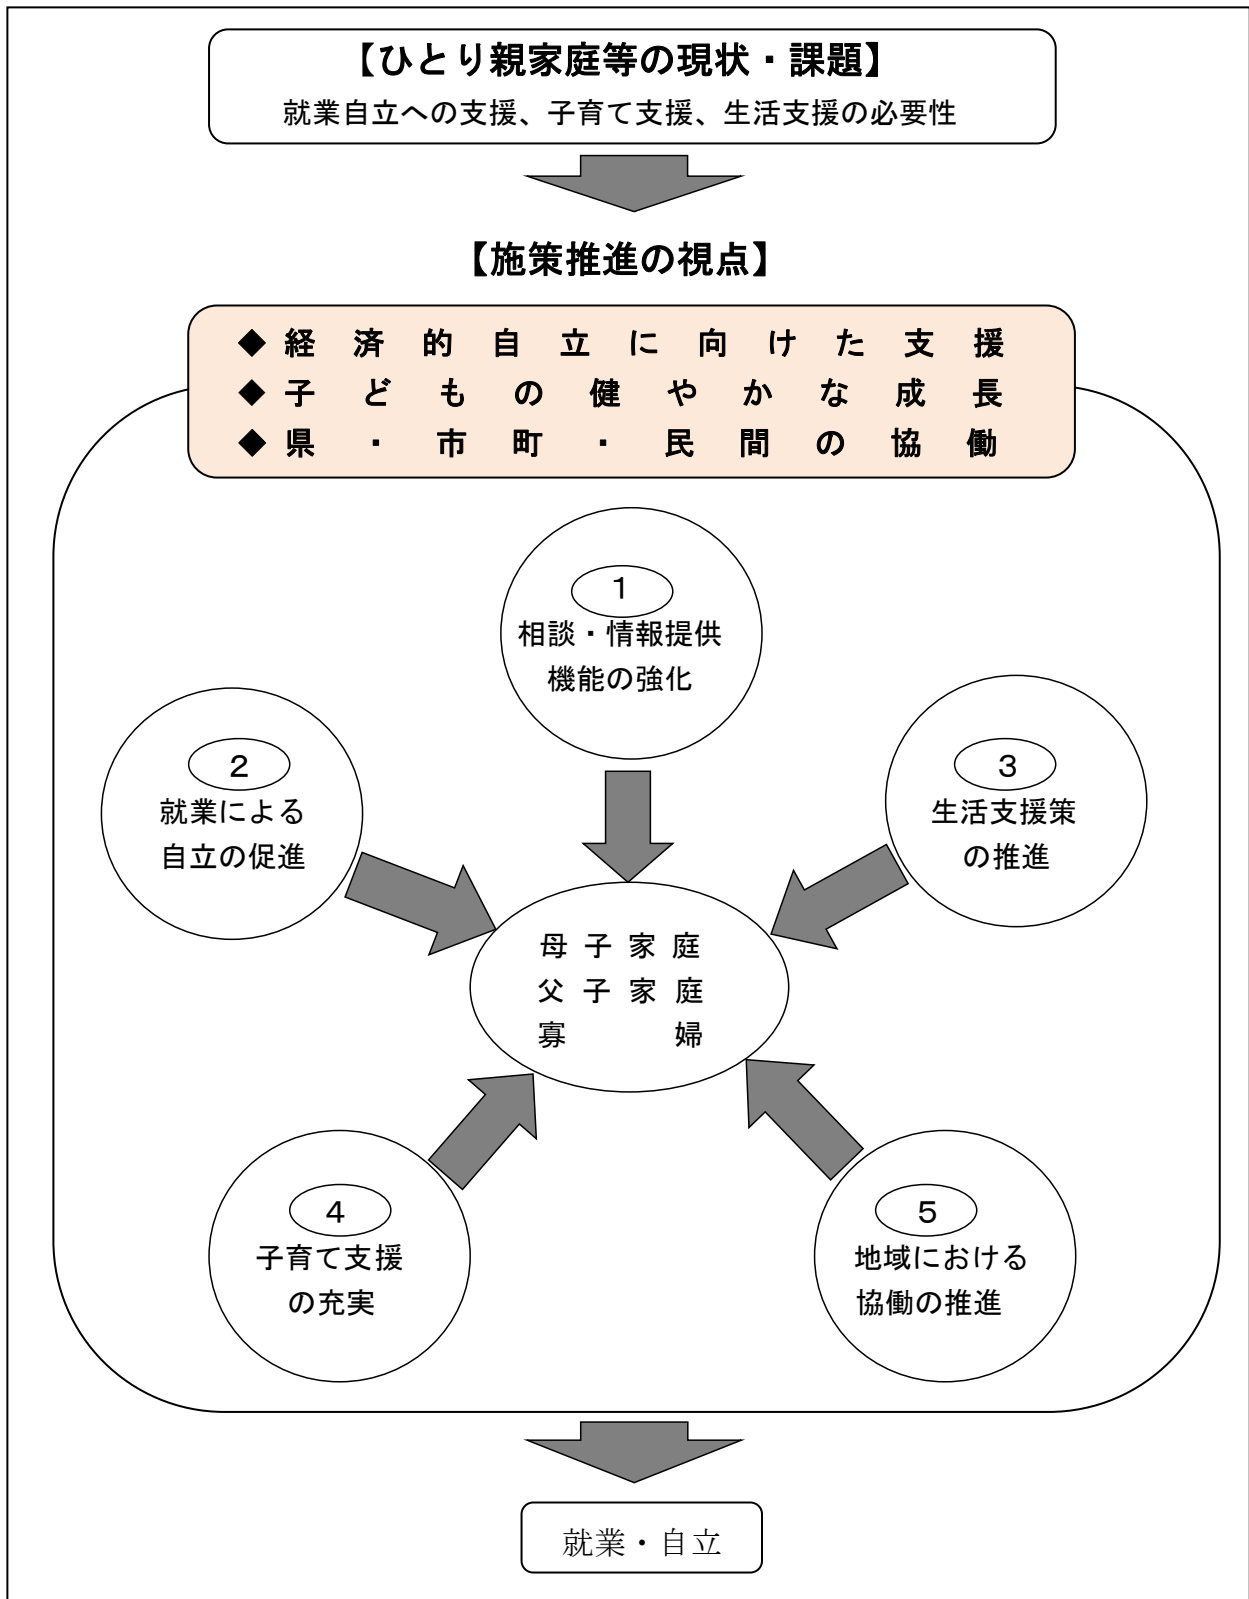 【ひとり親家庭等の現状・課題】
就業自立への支援、子育て支援、生活支援の必要性
【施策推進の視点】
◆経済的自立に向けた支援
◆子どもの健やかな成長
◆県・市町・民間の協働
1
相談・情報提供
機能の強化
2
就業による
自立の促進
3
生活支援策
の推進
母子家庭
父子家庭
寡婦
4
子育て支援
の充実
5
地域における
協働の推進
就業・自立